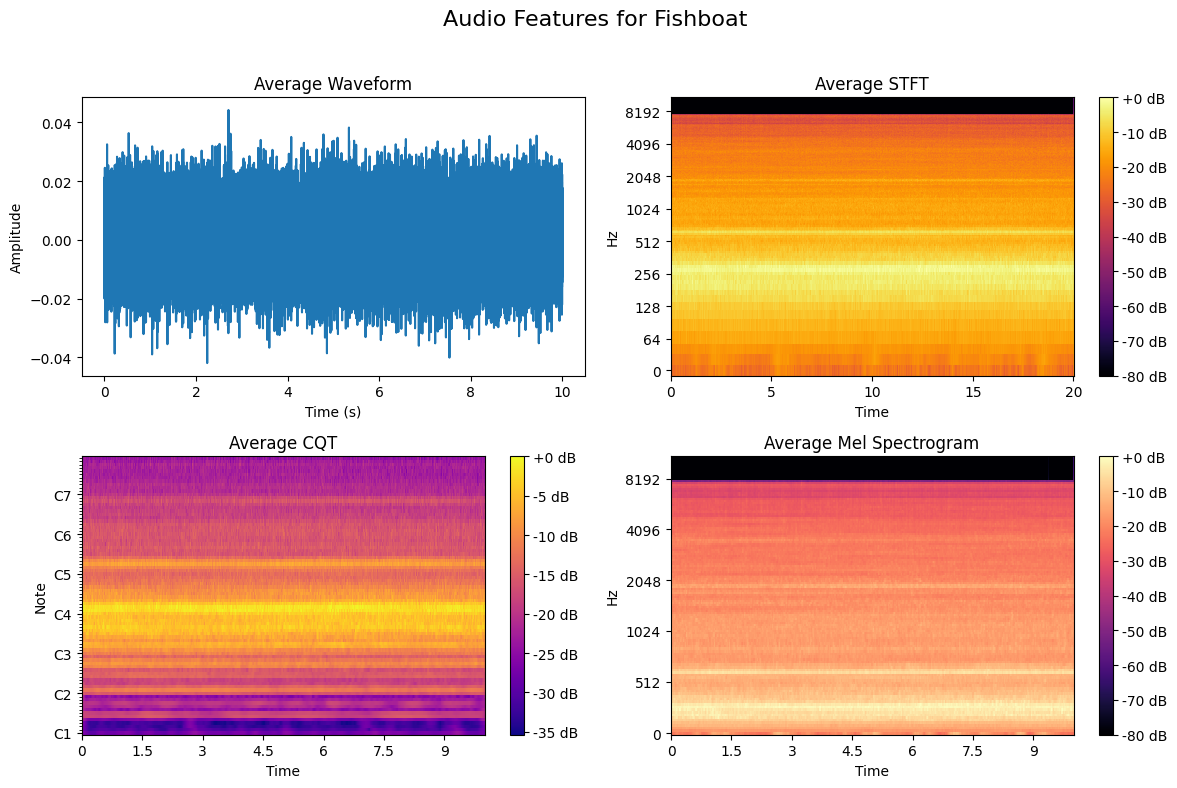 Audio Features for Fishboat
Average Waveform
Amplitude
0.04
0.02
0.00
−0.02
−0.04
0 2 4 6 8 10
Time (s)
Average STFT
Hz
8192
4096
2048
1024
512
256
128
64
0
0 5 10 15 20
Time
+0 dB
-10 dB
-20 dB
-30 dB
-40 dB
-50 dB
-60 dB
-70 dB
-80 dB
Average CQT
Note
C7
C6
C5
C4
C3
C2
C1
0 1.5 3 4.5 6 7.5 9
Time
+0 dB
-5 dB
-10 dB
-15 dB
-20 dB
-25 dB
-30 dB
-35 dB
Average Mel Spectrogram
Hz
8192
4096
2048
1024
512
0
0 1.5 3 4.5 6 7.5 9
Time
+0 dB
-10 dB
-20 dB
-30 dB
-40 dB
-50 dB
-60 dB
-70 dB
-80 dB